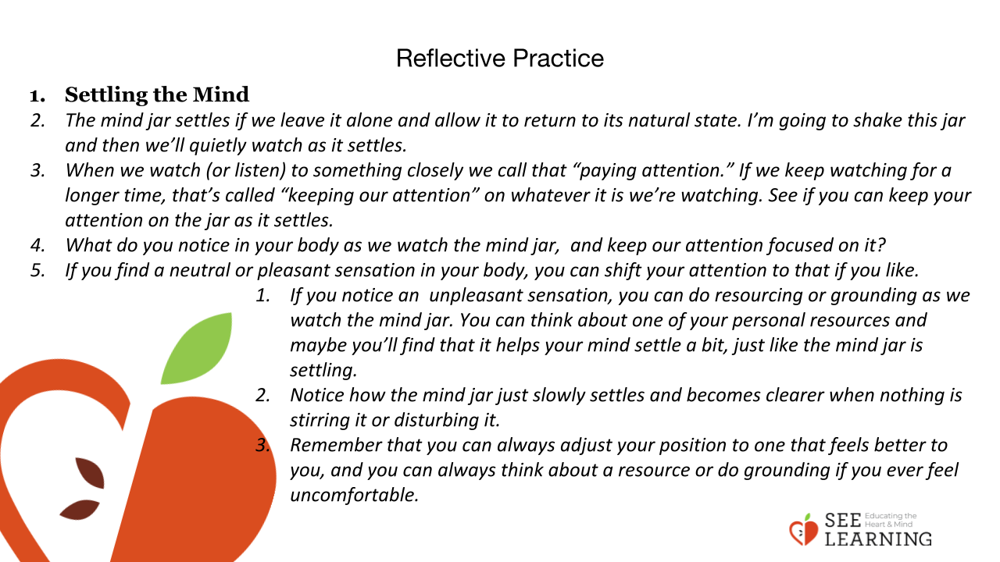 Reflective Practice
1. Settling the Mind
2. The mind jar settles if we leave it alone and allow it to return to its natural state. I’m going to shake this jar
and then we’ll quietly watch as it settles.
3. When we watch (or listen) to something closely we call that “paying attention.” If we keep watching for a
longer time, that’s called “keeping our attention” on whatever it is we’re watching. See if you can keep your
attention on the jar as it settles.
4. What do you notice in your body as we watch the mind jar,  and keep our attention focused on it?
5. If you find a neutral or pleasant sensation in your body, you can shift your attention to that if you like.
1. If you notice an  unpleasant sensation, you can do resourcing or grounding as we
watch the mind jar. You can think about one of your personal resources and
maybe you’ll find that it helps your mind settle a bit, just like the mind jar is
settling.
2. Notice how the mind jar just slowly settles and becomes clearer when nothing is
stirring it or disturbing it.
3. Remember that you can always adjust your position to one that feels better to
you, and you can always think about a resource or do grounding if you ever feel
uncomfortable.
SEE Educating the
Heart & Mind
LEARNING